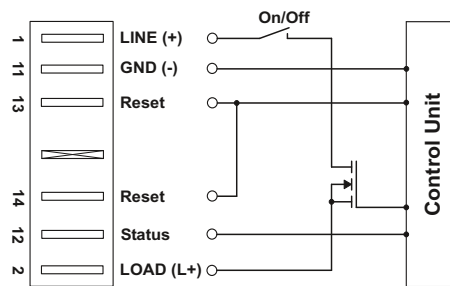 On/Off
1 LINE (+)
11 GND (-)
13 Reset
14 Reset
12 Status
2 LOAD (L+)
Control Unit